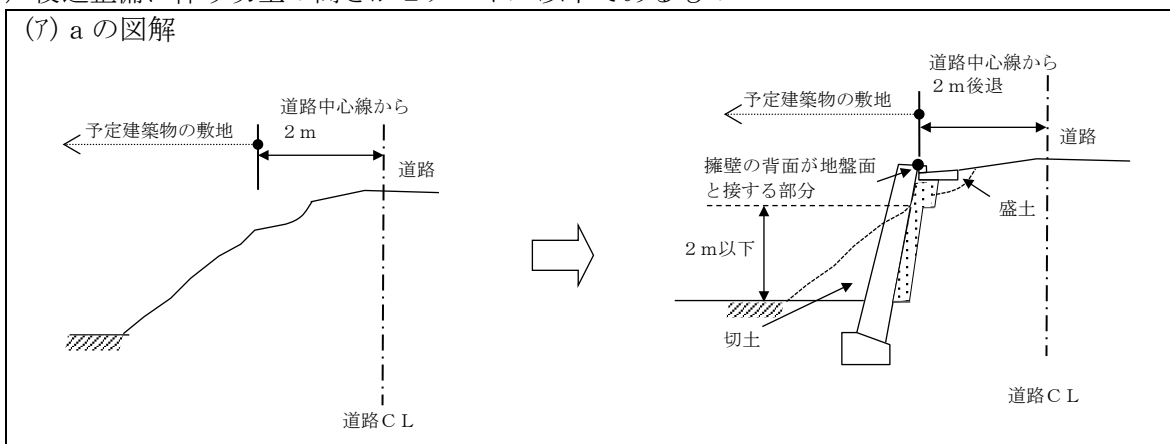 (ｱ) a の図解
道路中心線から
２ｍ
予定建築物の敷地
道路
道路ＣＬ
道路中心線から
２ｍ後退
予定建築物の敷地
道路
擁壁の背面が地盤面
と接する部分
盛土
２ｍ以下
切土
道路ＣＬ